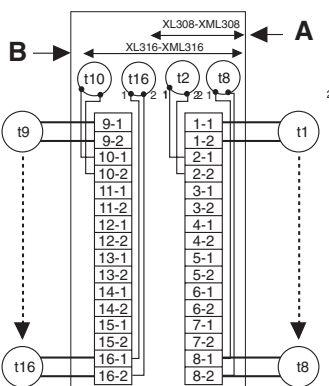 XL308-XML308
A
B
XL316-XML316
t10 t16 t2 t8
1 2 1 2 2 1 2
t9 9-1 1-1 t1
9-2 1-2
10-1 2-1
10-2 2-2
11-1 3-1
11-2 3-2
12-1 4-1
12-2 4-2
13-1 5-1
13-2 5-2
14-1 6-1
14-2 6-2
15-1 7-1
15-2 7-2
t16 16-1 8-1 t8
16-2 8-2